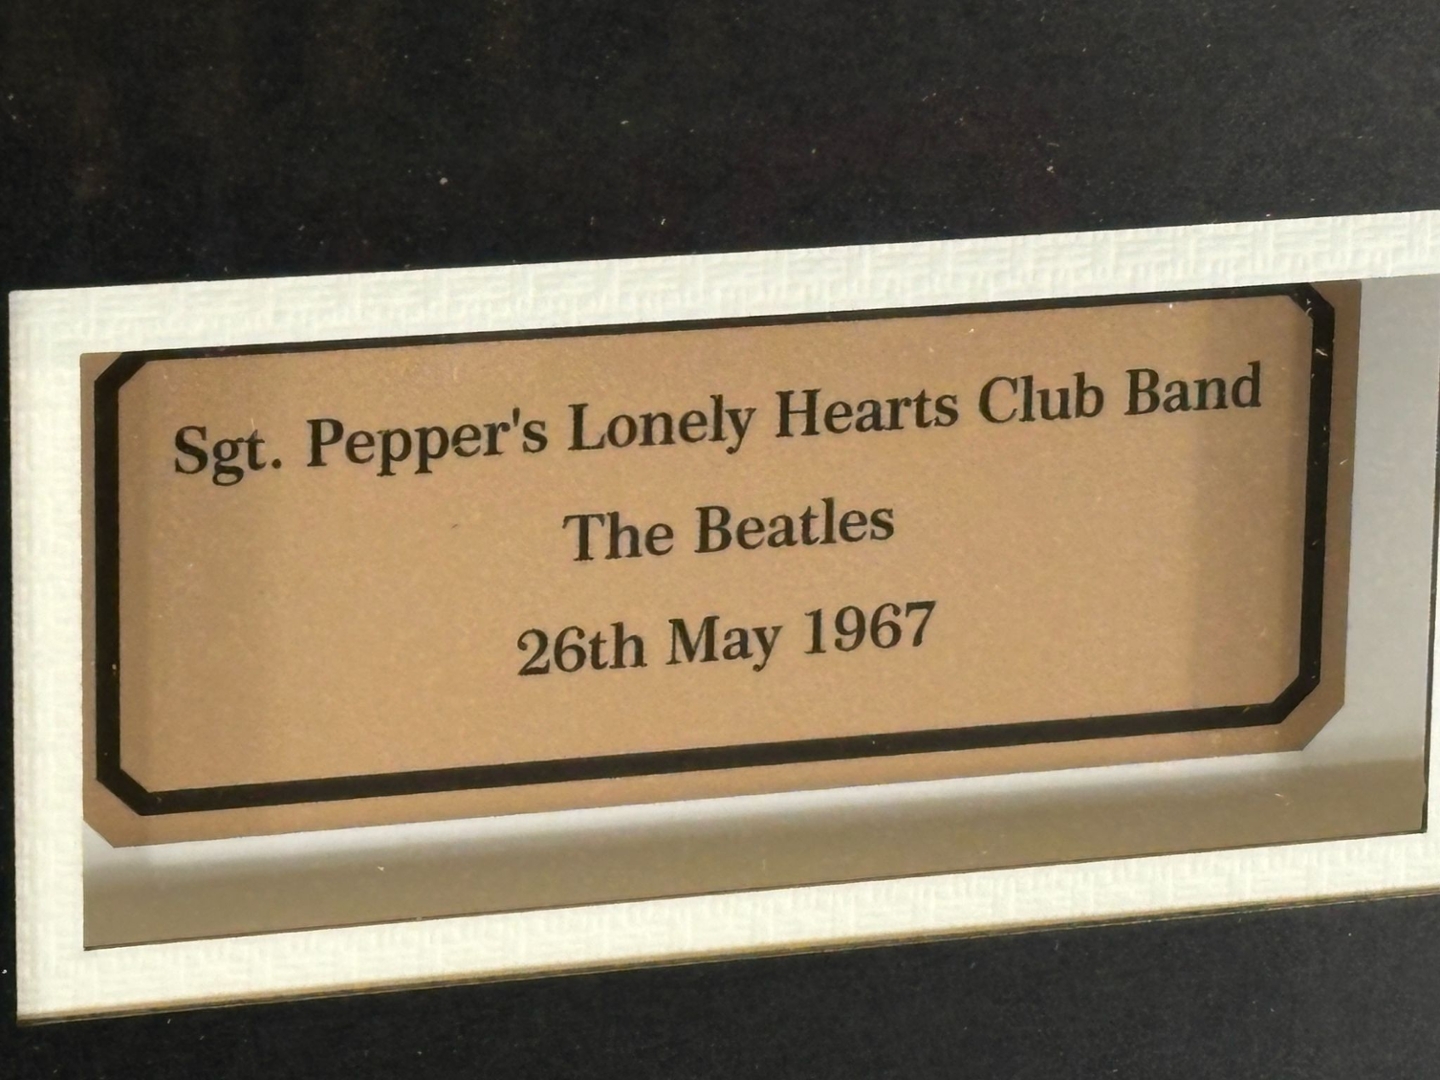 Sgt. Pepper's Lonely Hearts Club Band
The Beatles
26th May 1967